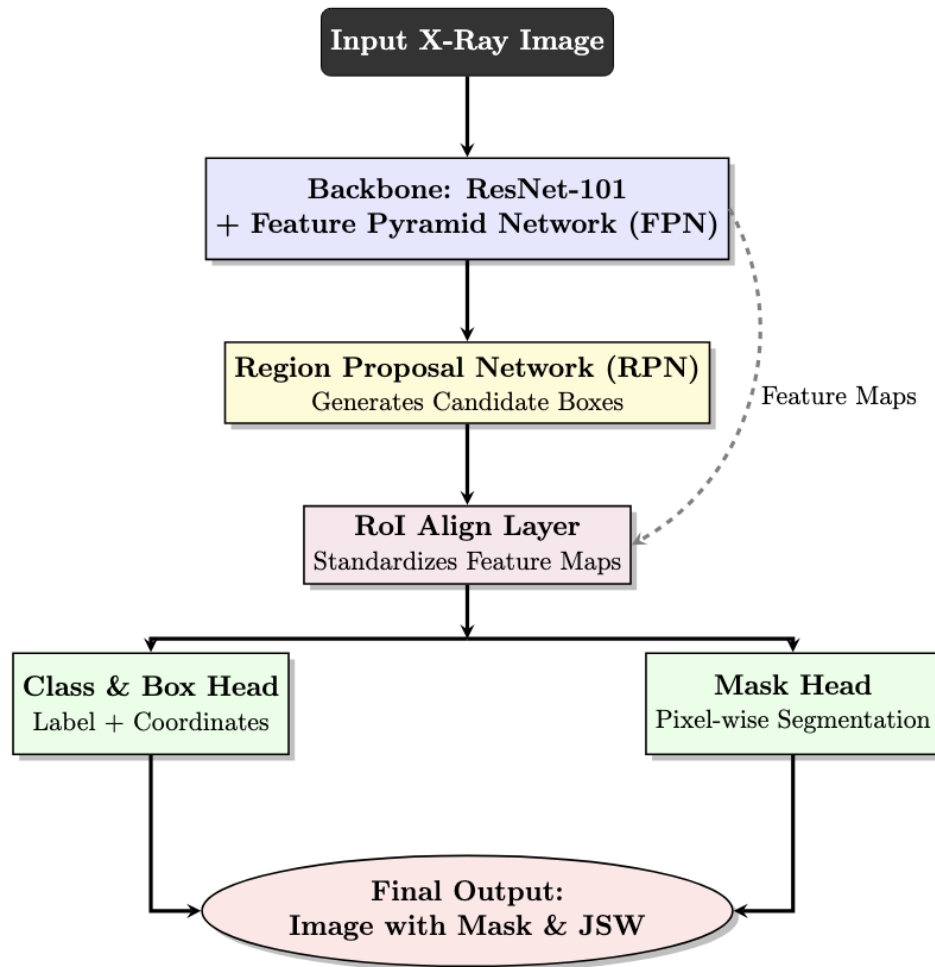 Input X-Ray Image
Backbone: ResNet-101
+ Feature Pyramid Network (FPN)
Region Proposal Network (RPN)
Generates Candidate Boxes
Feature Maps
RoI Align Layer
Standardizes Feature Maps
Class & Box Head
Label + Coordinates
Mask Head
Pixel-wise Segmentation
Final Output:
Image with Mask & JSW